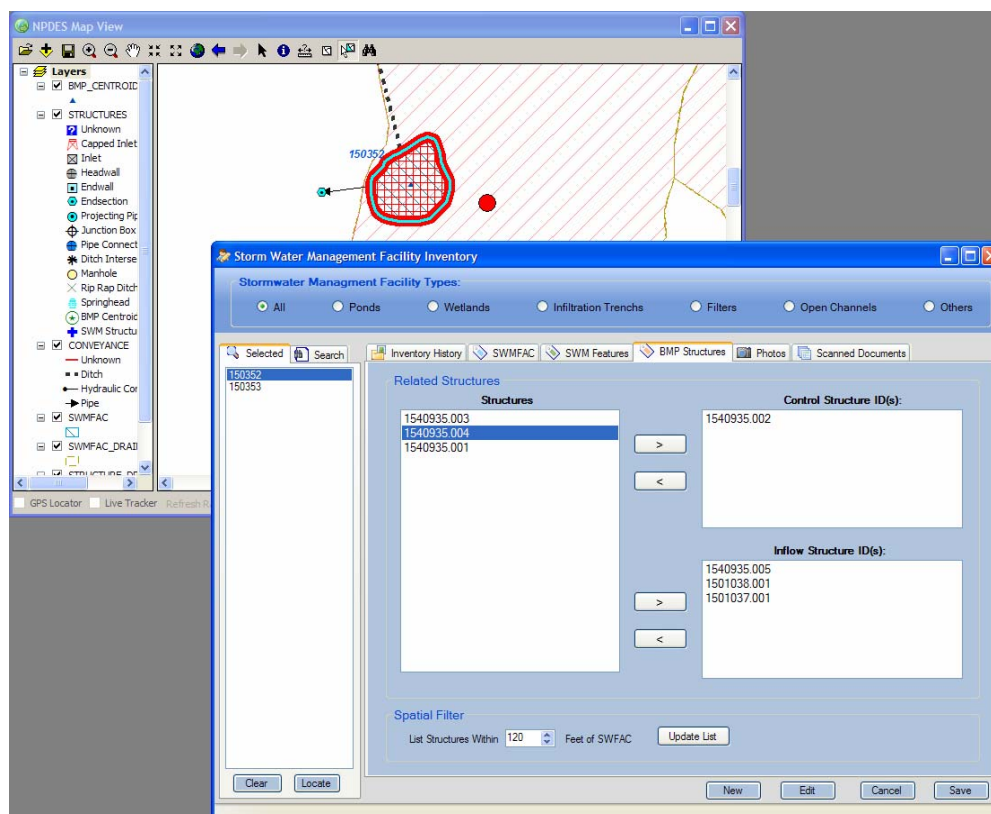 NPDES Map View
Layers
BMP_CENTROID
STRUCTURES
Unknown
Capped Inlet
Inlet
Headwall
Endwall
Endsection
Projecting Pip
Junction Box
Pipe Connect
Ditch Interse
Manhole
Rip Rap Ditch
Springhead
BMP Centroid
SWM Structu
CONVEYANCE
Unknown
Ditch
Hydraulic Cor
Pipe
SWMFAC
SWMFAC_DRAI
GPS Locator Live Tracker Refresh R
150352
Storm Water Management Facility Inventory
Stormwater Managment Facility Types:
All Ponds Wetlands Infiltration Trenchs Filters Open Channels Others
Selected Search
150352
150353
Clear Locate
Inventory History SWMFAC SWM Features BMP Structures Photos Scanned Documents
Related Structures
Structures
1540935.003
1540935.004
1540935.001
>
<
Control Structure ID(s):
1540935.002
>
<
Inflow Structure ID(s):
1540935.005
1501038.001
1501037.001
Spatial Filter
List Structures Within 120 Feet of SWFAC Update List
New Edit Cancel Save